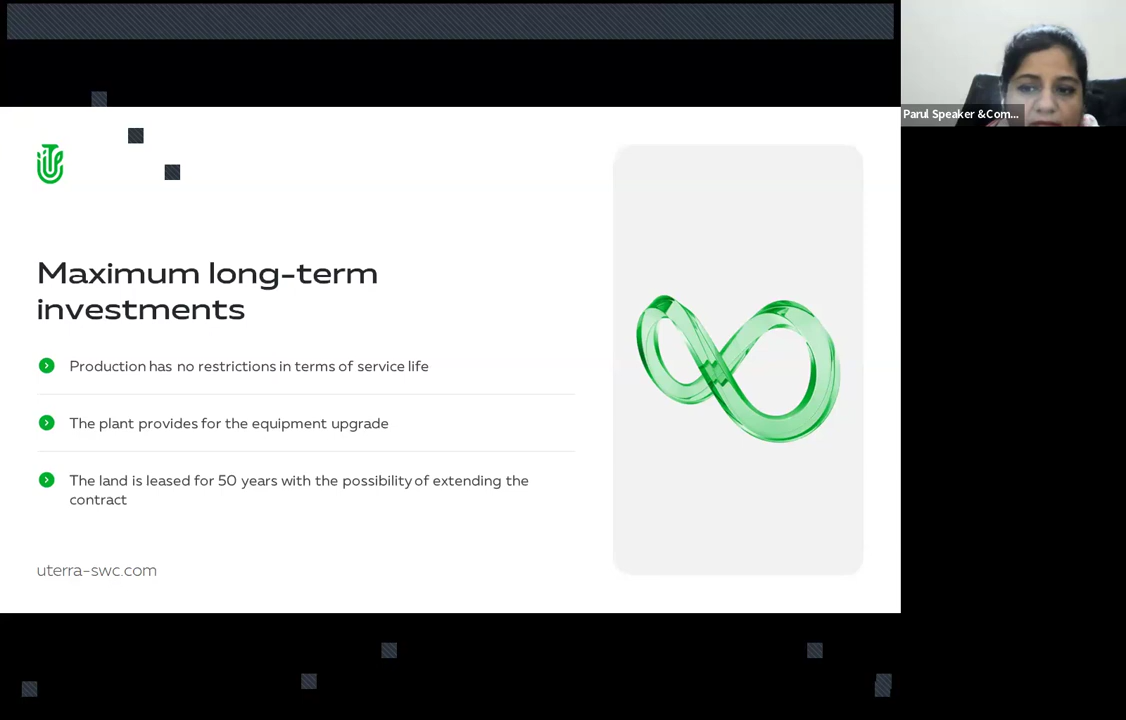 Parul Speaker &Com...
Maximum long-term
investments
Production has no restrictions in terms of service life
The plant provides for the equipment upgrade
The land is leased for 50 years with the possibility of extending the
contract
uterra-swc.com